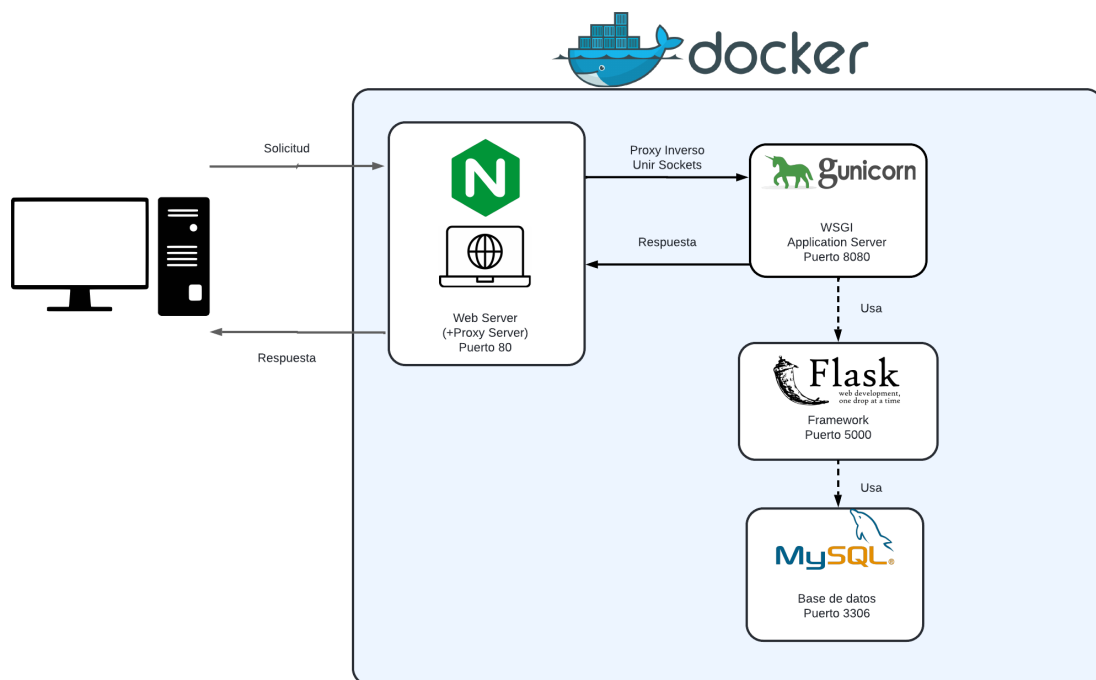 docker
Solicitud
Respuesta
N
Web Server
(+Proxy Server)
Puerto 80
Proxy Inverso
Unir Sockets
Respuesta
gunicorn
WSGI
Application Server
Puerto 8080
Usa
Flask
web development,
one drop at a time
Framework
Puerto 5000
Usa
MySQL®
Base de datos
Puerto 3306